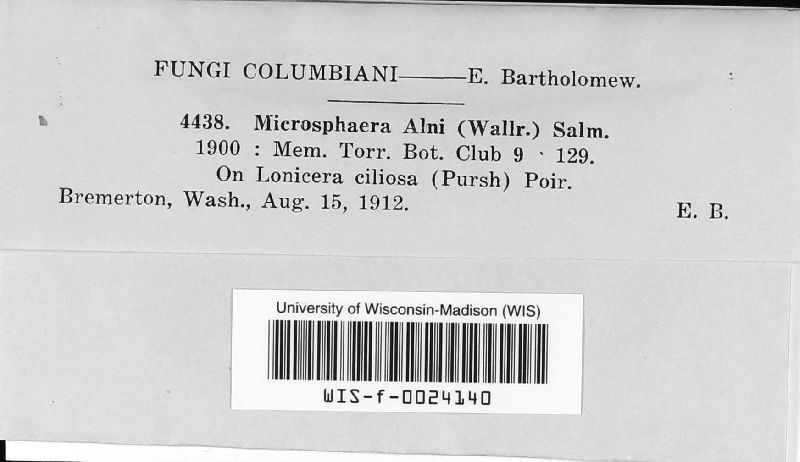 FUNGI COLUMBIANI——E. Bartholomew.
4438. Microsphaera Alni (Wallr.) Salm.
1900 : Mem. Torr. Bot. Club 9 · 129.
On Lonicera ciliosa (Pursh) Poir.
Bremerton, Wash., Aug. 15, 1912. E. B.
University of Wisconsin-Madison (WIS)
WIS-f-0024140